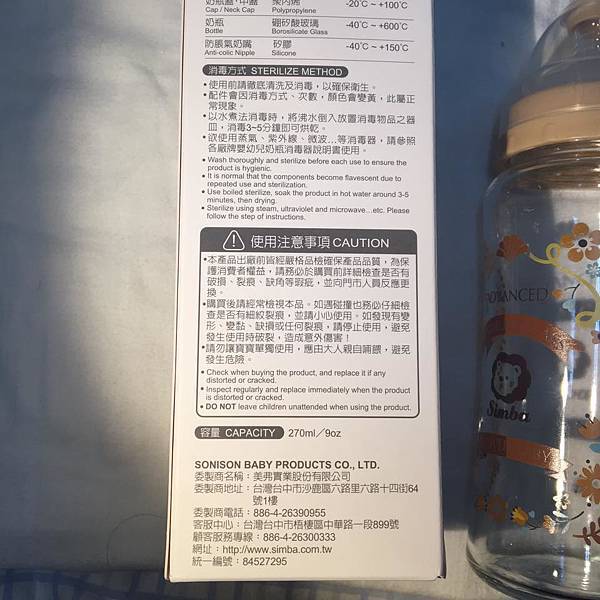 奶瓶蓋、中蓋 聚丙烯 -20℃ ~ +100℃
Cap / Neck Cap Polypropylene
奶瓶 硼矽酸玻璃 -40℃ ~ +600℃
Bottle Borosilicate Glass
防脹氣奶嘴 矽膠 -40℃ ~ +150℃
Anti-colic Nipple Silicone
消毒方式 STERILIZE METHOD
•使用前請徹底清洗及消毒，以確保衛生。
•配件會因消毒方式、次數，顏色會變黃，此屬正
常現象。
•以水煮法消毒時，將沸水倒入放置消毒物品之器
皿，消毒3~5分鐘即可烘乾。
•欲使用蒸氣、紫外線、微波...等消毒器，請參照
各廠牌嬰幼兒奶瓶消毒器說明書使用。
• Wash thoroughly and sterilize before each use to ensure the
product is hygienic.
• It is normal that the components become flavescent due to
repeated use and sterilization.
• Use boiled sterilize, soak the product in hot water around 3-5
minutes, then drying.
• Sterilize using steam, ultraviolet and microwave...etc. Please
follow the step of instructions.
使用注意事項 CAUTION
•本產品出廠前皆經嚴格品檢確保產品品質，為保
護消費者權益，請務必於購買前詳細檢查是否有
破損、裂痕、缺角等瑕疵，並向門市人員反應更
換。
•購買後請經常檢視本品。如遇碰撞也務必仔細檢
查是否有細紋裂痕，並請小心使用。如發現有變
形、變黏、缺損或任何裂痕，請停止使用，避免
發生使用時破裂，造成意外傷害！
•請勿讓寶寶單獨使用，應由大人親自哺餵，避免
發生危險。
• Check when buying the product, and replace it if any
distorted or cracked.
• Inspect regularly and replace immediately when the product
is distorted or cracked.
• DO NOT leave children unattended when using the product.
容量 CAPACITY 270ml／9oz
SONISON BABY PRODUCTS CO., LTD.
委製商名稱：美弗實業股份有限公司
委製商地址：台灣台中市沙鹿區六路里六路十四街64
號1樓
委製商電話：886-4-26390955
客服中心：台灣台中市梧棲區中華路一段899號
顧客服務專線：886-4-26300333
網址：http://www.simba.com.tw
統一編號：84527295
ADVANCED
Simba